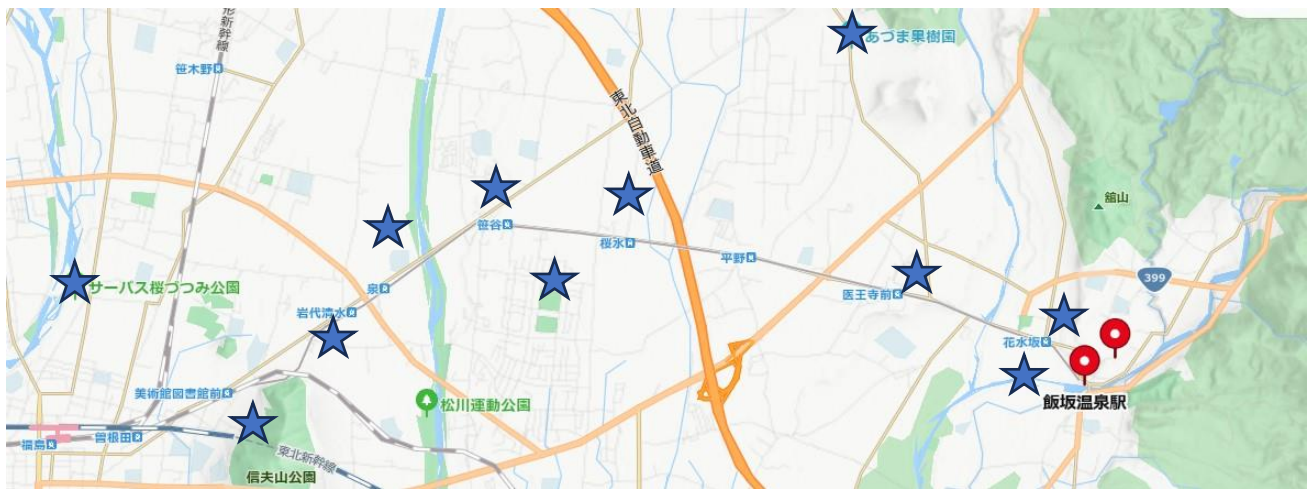 形新幹線
笹木野
あづま果樹園
東北自動車道
舘山
笹谷
桜水
平野
399
サーパス桜づつみ公園
泉
医王寺前
岩代清水
花水坂
美術館図書館前
松川運動公園
飯坂温泉駅
福島
曽根田
東北新幹線
信夫山公園